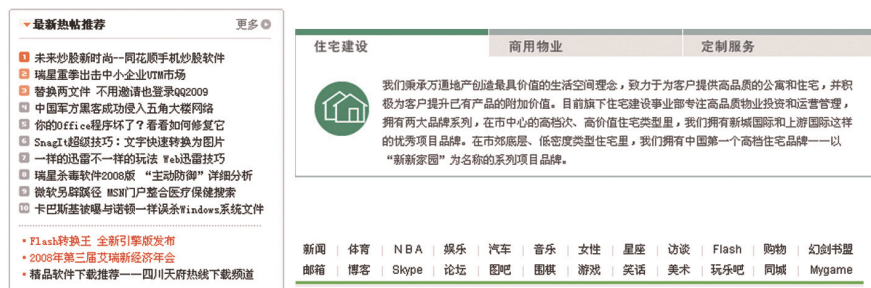 最新热帖推荐 更多
1 未来炒股新时尚--同花顺手机炒股软件
2 瑞星重拳出击中小企业UTM市场
3 替换两文件 不用邀请也登录QQ2009
4 中国军方黑客成功侵入五角大楼网络
5 你的Office程序坏了？看看如何修复它
6 SnagIt超级技巧：文字快速转换为图片
7 一样的迅雷不一样的玩法 Web迅雷技巧
8 瑞星杀毒软件2008版 “主动防御”详细分析
9 微软另辟蹊径 MSN门户整合医疗保健搜索
10 卡巴斯基被曝与诺顿一样误杀Windows系统文件
Flash转换王 全新引擎版发布
2008年第三届艾瑞新经济年会
精品软件下载推荐——四川天府热线下载频道
住宅建设 商用物业 定制服务
我们秉承万通地产创造最具价值的生活空间理念，致力于为客户提供高品质的公寓和住宅，并积
极为客户提升已有产品的附加价值。目前旗下住宅建设事业部专注高品质物业投资和运营管理，
拥有两大品牌系列，在市中心的高档次、高价值住宅类型里，我们拥有新城国际和上游国际这样
的优秀项目品牌。在市郊底层、低密度类型住宅里，我们拥有中国第一个高档住宅品牌——以
“新新家园”为名称的系列项目品牌。
新闻 | 体育 | NBA | 娱乐 | 汽车 | 音乐 | 女性 | 星座 | 访谈 | Flash | 购物 | 幻剑书盟
邮箱 | 博客 | Skype | 论坛 | 图吧 | 围棋 | 游戏 | 笑话 | 美术 | 玩乐吧 | 同城 | Mygame